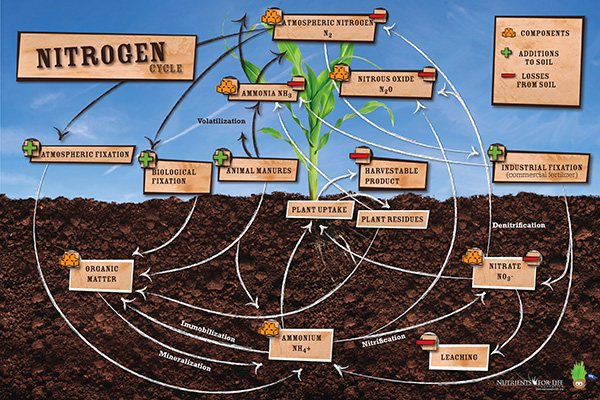 NITROGEN
CYCLE
ATMOSPHERIC NITROGEN
N2
COMPONENTS
ADDITIONS
TO SOIL
LOSSES
FROM SOIL
AMMONIA NH3
NITROUS OXIDE
N2O
Volatilization
ATMOSPHERIC FIXATION
BIOLOGICAL
FIXATION
ANIMAL MANURES
HARVESTABLE
PRODUCT
INDUSTRIAL FIXATION
(commercial fertilizer)
PLANT UPTAKE
PLANT RESIDUES
Denitrification
ORGANIC
MATTER
NITRATE
NO3-
Immobilization
AMMONIUM
NH4+
Nitrification
Mineralization
LEACHING
NUTRIENTS FOR LIFE